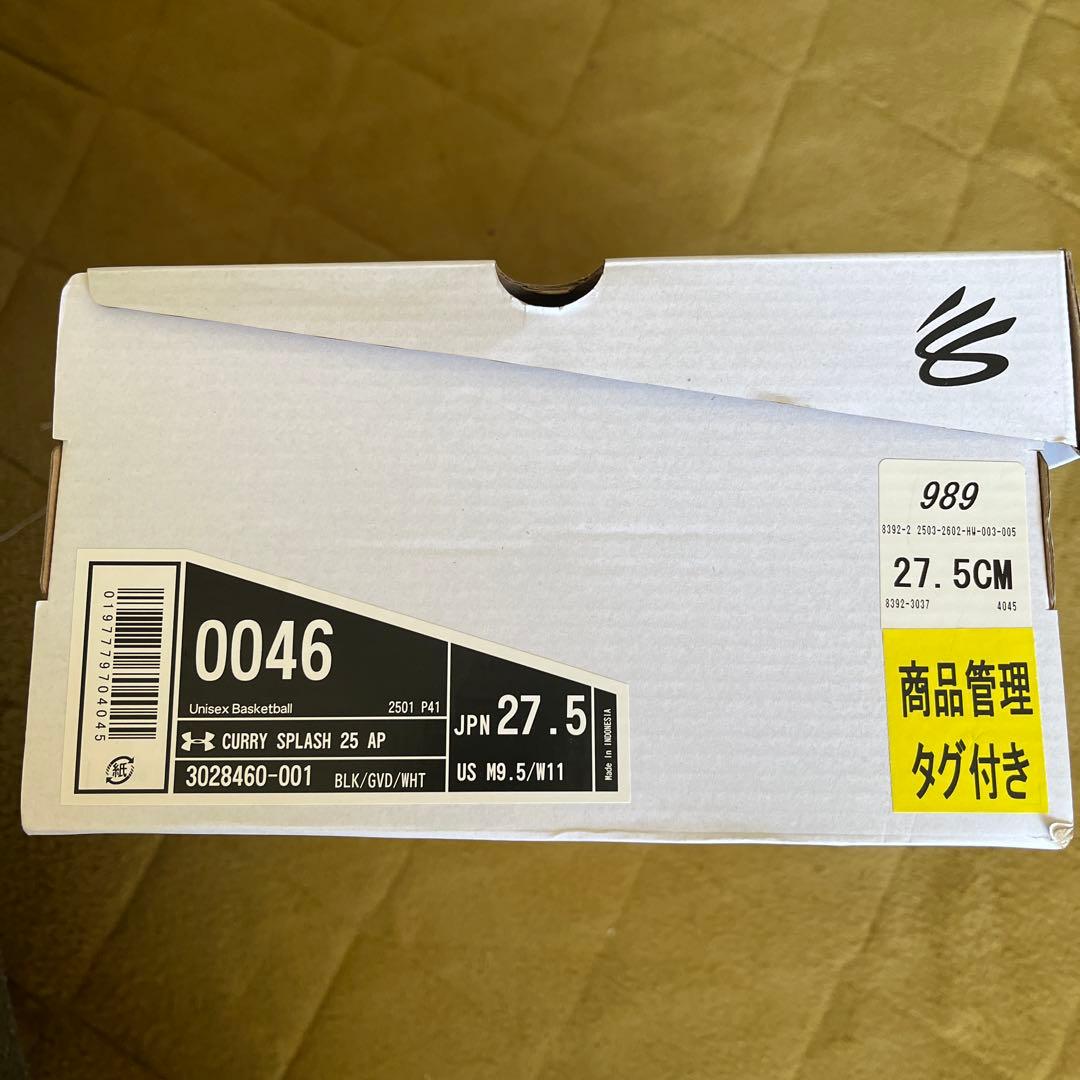 989
8392-2 2503-2602-HW-003-005
27.5CM
8392-3037 4045
商品管理
タグ付き
0197779704045
紙
0046
Unisex Basketball 2501 P41
CURRY SPLASH 25 AP
3028460-001 BLK/GVD/WHT
JPN 27.5
US M9.5/W11
Made In INDONESIA